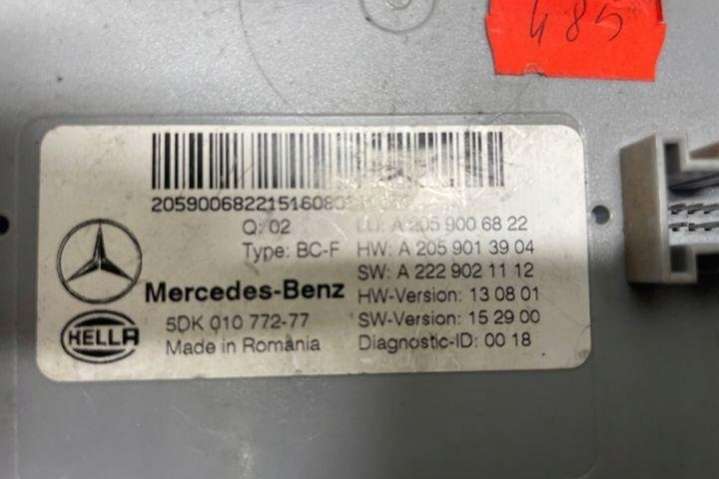 485
Q: 02
LU: A 205 900 68 22
Type: BC-F
HW: A 205 901 39 04
SW: A 222 902 11 12
Mercedes-Benz
HW-Version: 13 08 01
HELLA
5DK 010 772-77
SW-Version: 15 29 00
Made in Romania
Diagnostic-ID: 00 18